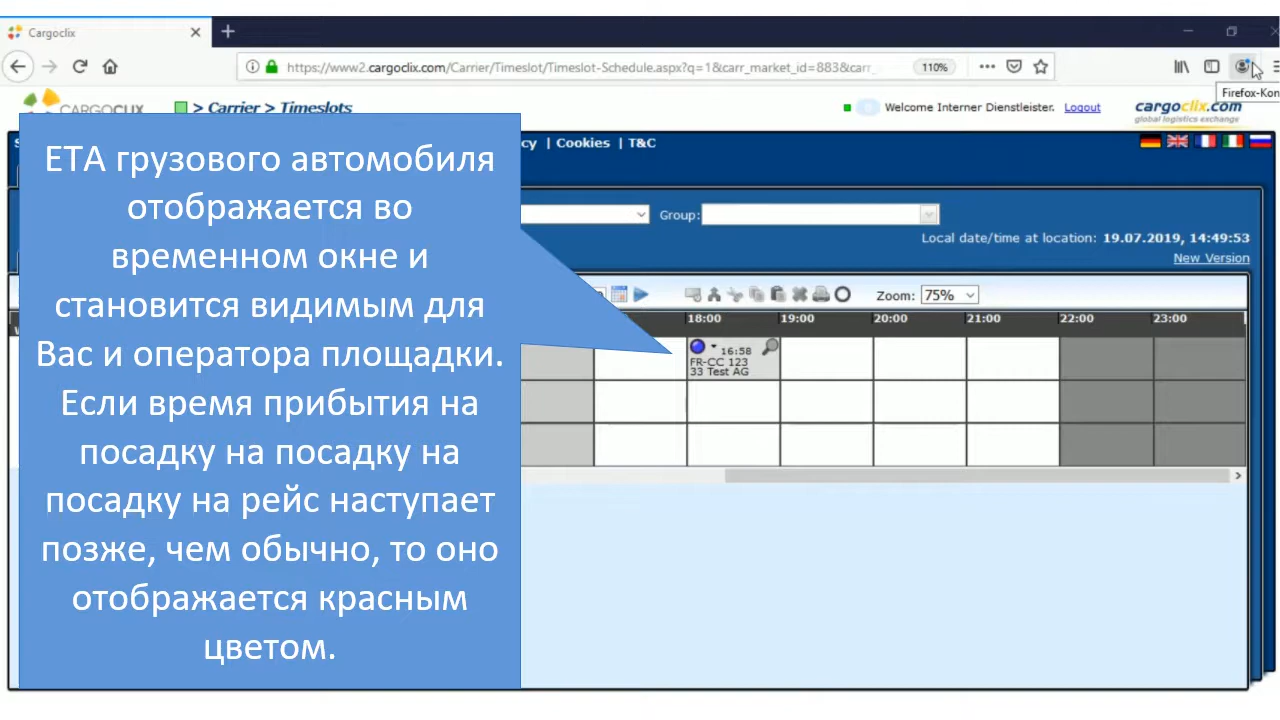 Cargoclix
https://www2.cargoclix.com/Carrier/Timeslot/Timeslot-Schedule.aspx?q=1&carr_market_id=883&carr_
110%
Firefox-Kon
CARGOCLIX
> Carrier > Timeslots
Welcome Interner Dienstleister. Logout
cargoclix.com
global logistics exchange
cy | Cookies | T&C
Group:
Local date/time at location: 19.07.2019, 14:49:53
New Version
Zoom: 75%
18:00 19:00 20:00 21:00 22:00 23:00
16:58
FR-CC 123
33 Test AG
ЕТА грузового автомобиля
отображается во
временном окне и
становится видимым для
Вас и оператора площадки.
Если время прибытия на
посадку на посадку на
посадку на рейс наступает
позже, чем обычно, то оно
отображается красным
цветом.